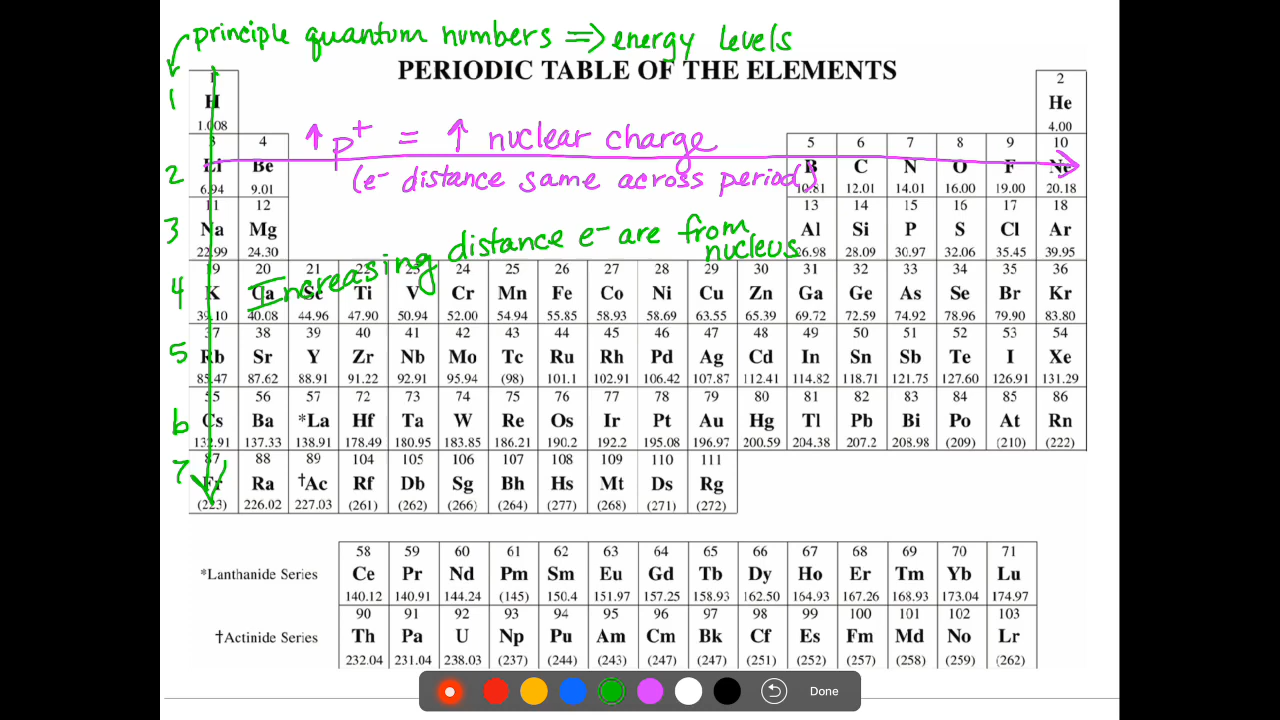 principle quantum numbers => energy levels
PERIODIC TABLE OF THE ELEMENTS
1 2
1 H He
1.008 4.00
↑ p⁺ = ↑ nuclear charge
3 4 5 6 7 8 9 10
2 Li Be B C N O F Ne
(e⁻ distance same across period)
6.94 9.01 10.81 12.01 14.01 16.00 19.00 20.18
11 12 13 14 15 16 17 18
3 Na Mg Al Si P S Cl Ar
22.99 24.30 26.98 28.09 30.97 32.06 35.45 39.95
Increasing distance e⁻ are from nucleus
19 20 21 22 23 24 25 26 27 28 29 30 31 32 33 34 35 36
4 K Ca Sc Ti V Cr Mn Fe Co Ni Cu Zn Ga Ge As Se Br Kr
39.10 40.08 44.96 47.90 50.94 52.00 54.94 55.85 58.93 58.69 63.55 65.39 69.72 72.59 74.92 78.96 79.90 83.80
37 38 39 40 41 42 43 44 45 46 47 48 49 50 51 52 53 54
5 Rb Sr Y Zr Nb Mo Tc Ru Rh Pd Ag Cd In Sn Sb Te I Xe
85.47 87.62 88.91 91.22 92.91 95.94 (98) 101.1 102.91 106.42 107.87 112.41 114.82 118.71 121.75 127.60 126.91 131.29
55 56 57 72 73 74 75 76 77 78 79 80 81 82 83 84 85 86
6 Cs Ba *La Hf Ta W Re Os Ir Pt Au Hg Tl Pb Bi Po At Rn
132.91 137.33 138.91 178.49 180.95 183.85 186.21 190.2 192.2 195.08 196.97 200.59 204.38 207.2 208.98 (209) (210) (222)
87 88 89 104 105 106 107 108 109 110 111
7 Fr Ra †Ac Rf Db Sg Bh Hs Mt Ds Rg
(223) 226.02 227.03 (261) (262) (266) (264) (277) (268) (271) (272)
58 59 60 61 62 63 64 65 66 67 68 69 70 71
*Lanthanide Series Ce Pr Nd Pm Sm Eu Gd Tb Dy Ho Er Tm Yb Lu
140.12 140.91 144.24 (145) 150.4 151.97 157.25 158.93 162.50 164.93 167.26 168.93 173.04 174.97
90 91 92 93 94 95 96 97 98 99 100 101 102 103
†Actinide Series Th Pa U Np Pu Am Cm Bk Cf Es Fm Md No Lr
232.04 231.04 238.03 (237) (244) (243) (247) (247) (251) (252) (257) (258) (259) (262)
Done